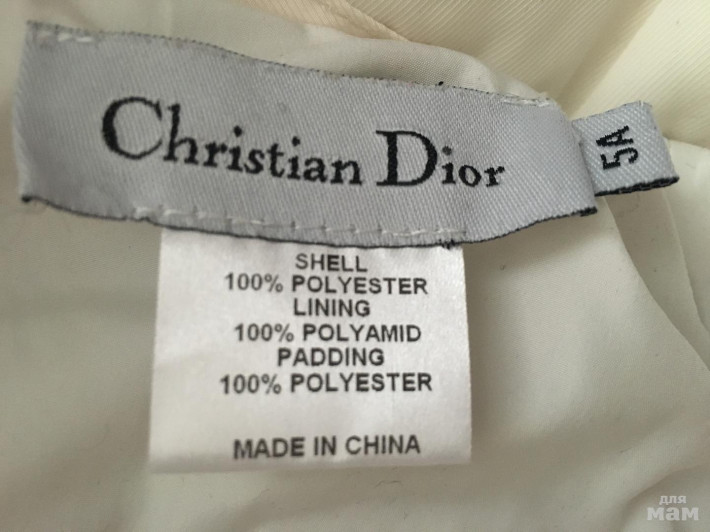 Christian Dior
5A
SHELL
100% POLYESTER
LINING
100% POLYAMID
PADDING
100% POLYESTER
MADE IN CHINA
для
мам